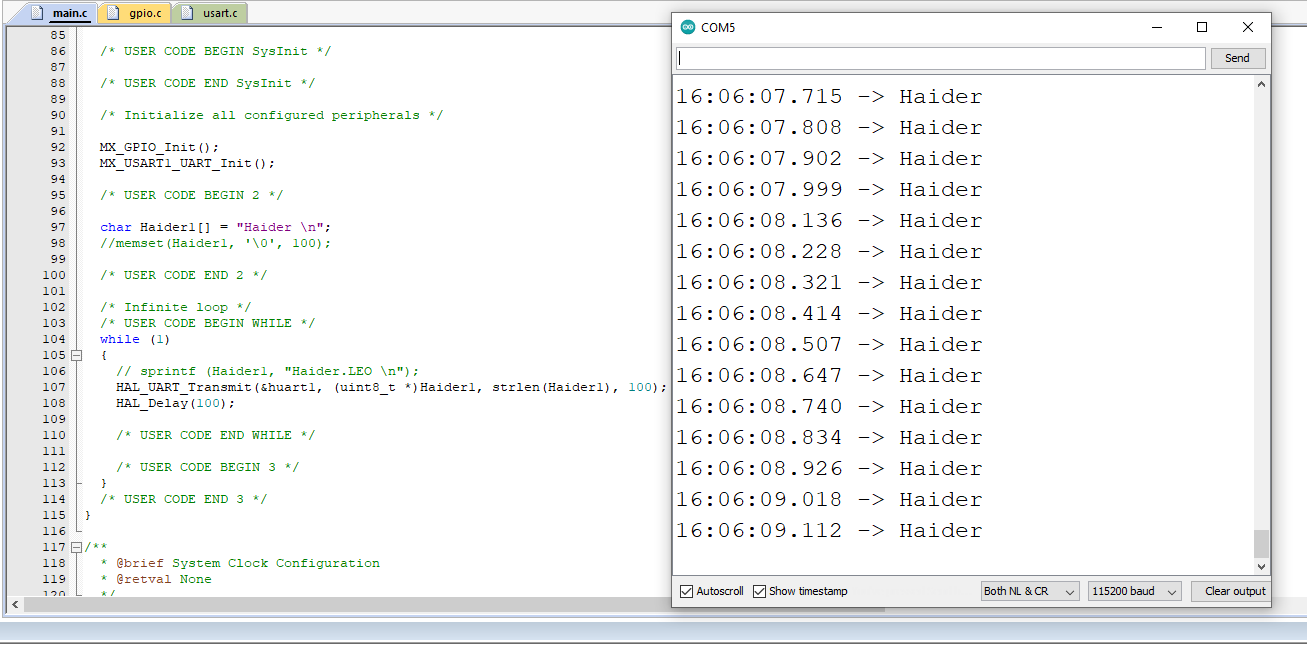 main.c gpio.c usart.c
85
86 /* USER CODE BEGIN SysInit */
87
88 /* USER CODE END SysInit */
89
90 /* Initialize all configured peripherals */
91
92 MX_GPIO_Init();
93 MX_USART1_UART_Init();
94
95 /* USER CODE BEGIN 2 */
96
97 char Haider1[] = "Haider \n";
98 //memset(Haider1, '\0', 100);
99
100 /* USER CODE END 2 */
101
102 /* Infinite loop */
103 /* USER CODE BEGIN WHILE */
104 while (1)
105 {
106 // sprintf (Haider1, "Haider.LEO \n");
107 HAL_UART_Transmit(&huart1, (uint8_t *)Haider1, strlen(Haider1), 100);
108 HAL_Delay(100);
109
110 /* USER CODE END WHILE */
111
112 /* USER CODE BEGIN 3 */
113 }
114 /* USER CODE END 3 */
115 }
116
117 /**
118 * @brief System Clock Configuration
119 * @retval None
120 */
COM5
Send
16:06:07.715 -> Haider
16:06:07.808 -> Haider
16:06:07.902 -> Haider
16:06:07.999 -> Haider
16:06:08.136 -> Haider
16:06:08.228 -> Haider
16:06:08.321 -> Haider
16:06:08.414 -> Haider
16:06:08.507 -> Haider
16:06:08.647 -> Haider
16:06:08.740 -> Haider
16:06:08.834 -> Haider
16:06:08.926 -> Haider
16:06:09.018 -> Haider
16:06:09.112 -> Haider
Autoscroll Show timestamp Both NL & CR 115200 baud Clear output